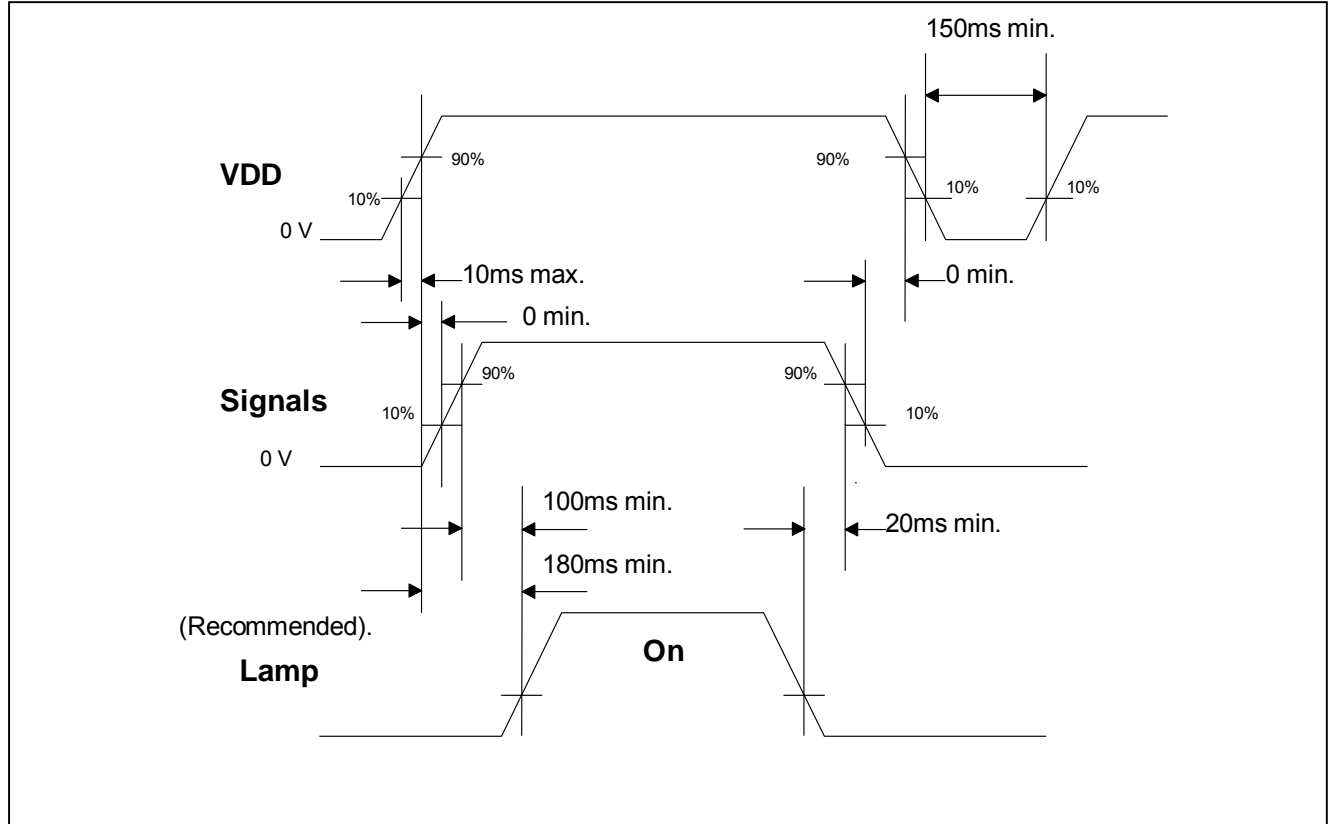 150ms min.
VDD
90%
90%
10%
10%
10%
0 V
10ms max.
0 min.
0 min.
Signals
90%
90%
10%
10%
0 V
100ms min.
20ms min.
180ms min.
(Recommended).
Lamp
On